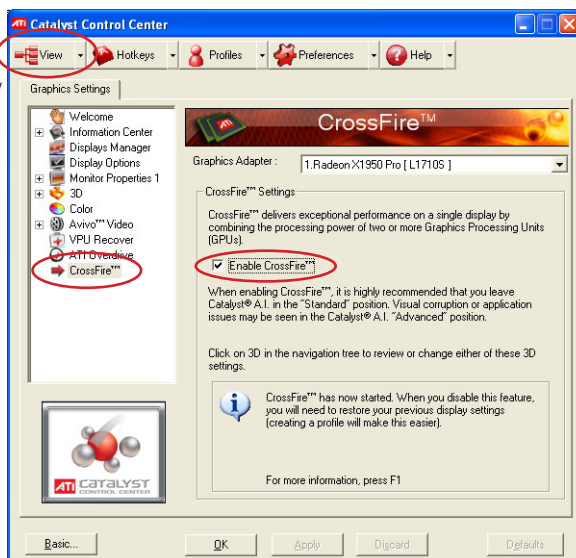 Catalyst Control Center
View Hotkeys Profiles Preferences Help
Graphics Settings
Welcome
Information Center
Displays Manager
Display Options
Monitor Properties 1
3D
Color
Avivo™ Video
VPU Recover
ATI Overdrive
CrossFire™
ATI CATALYST
CONTROL CENTER
ATI
CrossFire™
Graphics Adapter :
1.Radeon X1950 Pro [ L1710S ]
CrossFire™ Settings
CrossFire™ delivers exceptional performance on a single display by
combining the processing power of two or more Graphics Processing Units
(GPUs).
Enable CrossFire™
When enabling CrossFire™, it is highly recommended that you leave
Catalyst® A.I. in the "Standard" position. Visual corruption or application
issues may be seen in the Catalyst® A.I. "Advanced" position.
Click on 3D in the navigation tree to review or change either of these 3D
settings.
CrossFire™ has now started. When you disable this feature,
you will need to restore your previous display settings
(creating a profile will make this easier).
For more information, press F1
Basic... OK Apply Discard Defaults